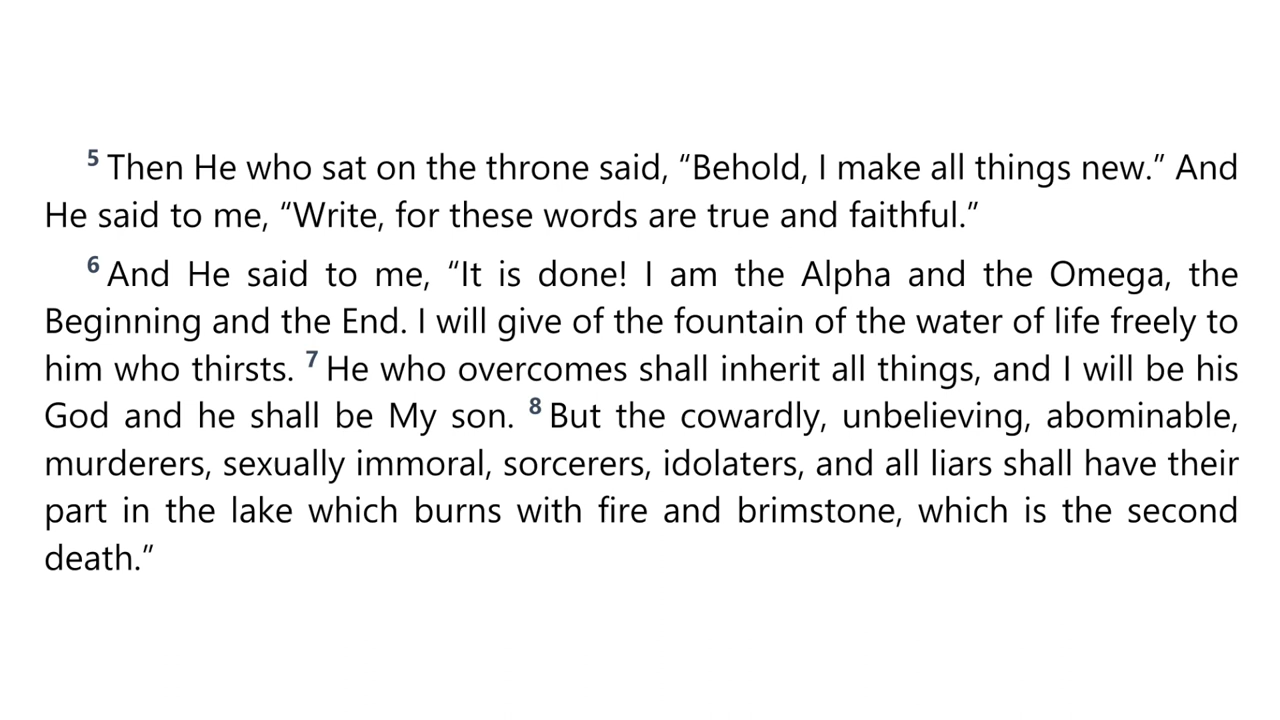 5 Then He who sat on the throne said, “Behold, I make all things new.” And
He said to me, “Write, for these words are true and faithful.”
6 And He said to me, “It is done! I am the Alpha and the Omega, the
Beginning and the End. I will give of the fountain of the water of life freely to
him who thirsts. 7 He who overcomes shall inherit all things, and I will be his
God and he shall be My son. 8 But the cowardly, unbelieving, abominable,
murderers, sexually immoral, sorcerers, idolaters, and all liars shall have their
part in the lake which burns with fire and brimstone, which is the second
death.”